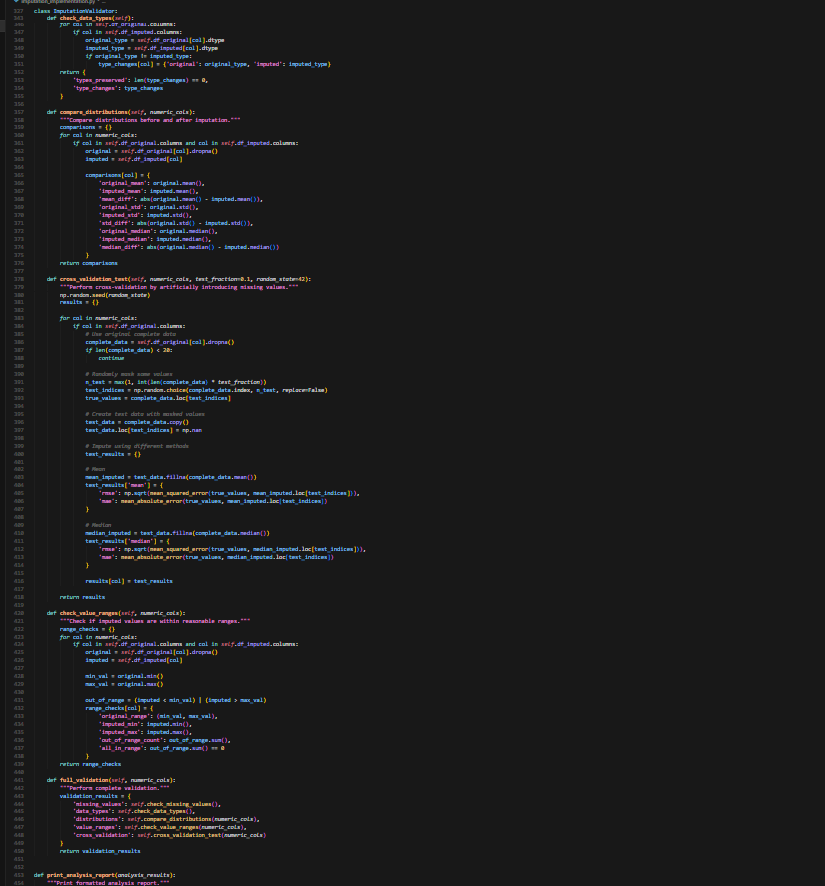 imputation_implementation.py
class ImputationValidator:
def check_data_types(self):
for col in self.df_original.columns:
if col in self.df_imputed.columns:
original_type = self.df_original[col].dtype
imputed_type = self.df_imputed[col].dtype
if original_type != imputed_type:
type_changes[col] = {'original': original_type, 'imputed': imputed_type}
return {
'types_preserved': len(type_changes) == 0,
'type_changes': type_changes
}
def compare_distributions(self, numeric_cols):
"""Compare distributions before and after imputation."""
comparisons = {}
for col in numeric_cols:
if col in self.df_original.columns and col in self.df_imputed.columns:
original = self.df_original[col].dropna()
imputed = self.df_imputed[col]
comparisons[col] = {
'original_mean': original.mean(),
'imputed_mean': imputed.mean(),
'mean_diff': abs(original.mean() - imputed.mean()),
'original_std': original.std(),
'imputed_std': imputed.std(),
'std_diff': abs(original.std() - imputed.std()),
'original_median': original.median(),
'imputed_median': imputed.median(),
'median_diff': abs(original.median() - imputed.median())
}
return comparisons
def cross_validation_test(self, numeric_cols, test_fraction=0.1, random_state=42):
"""Perform cross-validation by artificially introducing missing values."""
np.random.seed(random_state)
results = {}
for col in numeric_cols:
if col in self.df_original.columns:
# Use original complete data
complete_data = self.df_original[col].dropna()
if len(complete_data) < 20:
continue
# Randomly mask some values
n_test = max(1, int(len(complete_data) * test_fraction))
test_indices = np.random.choice(complete_data.index, n_test, replace=False)
true_values = complete_data.loc[test_indices]
# Create test data with masked values
test_data = complete_data.copy()
test_data.loc[test_indices] = np.nan
# Impute using different methods
test_results = {}
# Mean
mean_imputed = test_data.fillna(complete_data.mean())
test_results['mean'] = {
'rmse': np.sqrt(mean_squared_error(true_values, mean_imputed.loc[test_indices])),
'mae': mean_absolute_error(true_values, mean_imputed.loc[test_indices])
}
# Median
median_imputed = test_data.fillna(complete_data.median())
test_results['median'] = {
'rmse': np.sqrt(mean_squared_error(true_values, median_imputed.loc[test_indices])),
'mae': mean_absolute_error(true_values, median_imputed.loc[test_indices])
}
results[col] = test_results
return results
def check_value_ranges(self, numeric_cols):
"""Check if imputed values are within reasonable ranges."""
range_checks = {}
for col in numeric_cols:
if col in self.df_original.columns and col in self.df_imputed.columns:
original = self.df_original[col].dropna()
imputed = self.df_imputed[col]
min_val = original.min()
max_val = original.max()
out_of_range = (imputed < min_val) | (imputed > max_val)
range_checks[col] = {
'original_range': (min_val, max_val),
'imputed_min': imputed.min(),
'imputed_max': imputed.max(),
'out_of_range_count': out_of_range.sum(),
'all_in_range': out_of_range.sum() == 0
}
return range_checks
def full_validation(self, numeric_cols):
"""Perform complete validation."""
validation_results = {
'missing_values': self.check_missing_values(),
'data_types': self.check_data_types(),
'distributions': self.compare_distributions(numeric_cols),
'value_ranges': self.check_value_ranges(numeric_cols),
'cross_validation': self.cross_validation_test(numeric_cols)
}
return validation_results
def print_analysis_report(analysis_results):
"""Print formatted analysis report."""